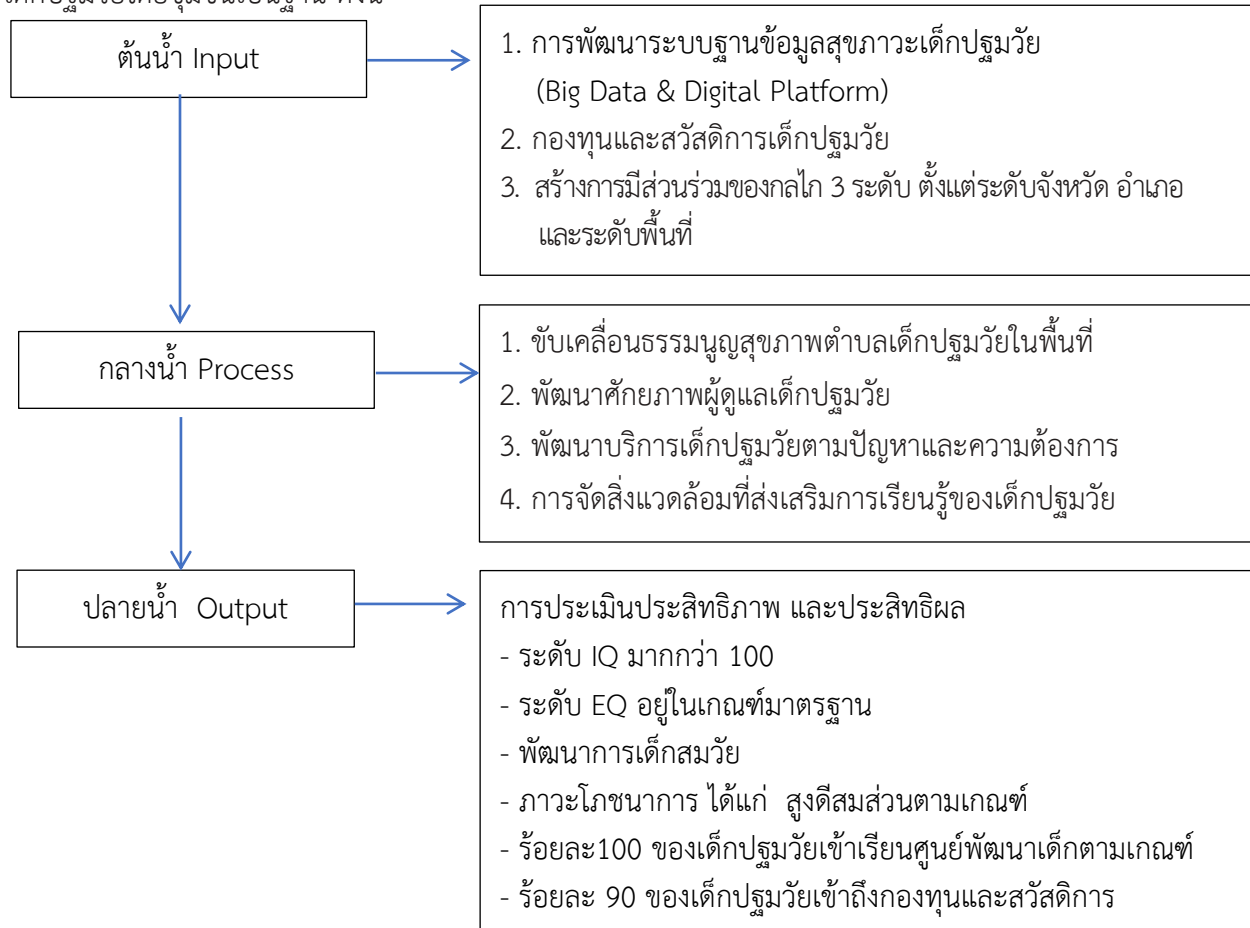 ต้นน้ำ Input
1. การพัฒนาระบบฐานข้อมูลสุขภาวะเด็กปฐมวัย
(Big Data & Digital Platform)
2. กองทุนและสวัสดิการเด็กปฐมวัย
3. สร้างการมีส่วนร่วมของกลไก 3 ระดับ ตั้งแต่ระดับจังหวัด อำเภอ
และระดับพื้นที่
กลางน้ำ Process
1. ขับเคลื่อนธรรมนูญสุขภาพตำบลเด็กปฐมวัยในพื้นที่
2. พัฒนาศักยภาพผู้ดูแลเด็กปฐมวัย
3. พัฒนาบริการเด็กปฐมวัยตามปัญหาและความต้องการ
4. การจัดสิ่งแวดล้อมที่ส่งเสริมการเรียนรู้ของเด็กปฐมวัย
ปลายน้ำ Output
การประเมินประสิทธิภาพ และประสิทธิผล
- ระดับ IQ มากกว่า 100
- ระดับ EQ อยู่ในเกณฑ์มาตรฐาน
- พัฒนาการเด็กสมวัย
- ภาวะโภชนาการ ได้แก่ สูงดีสมส่วนตามเกณฑ์
- ร้อยละ100 ของเด็กปฐมวัยเข้าเรียนศูนย์พัฒนาเด็กตามเกณฑ์
- ร้อยละ 90 ของเด็กปฐมวัยเข้าถึงกองทุนและสวัสดิการ